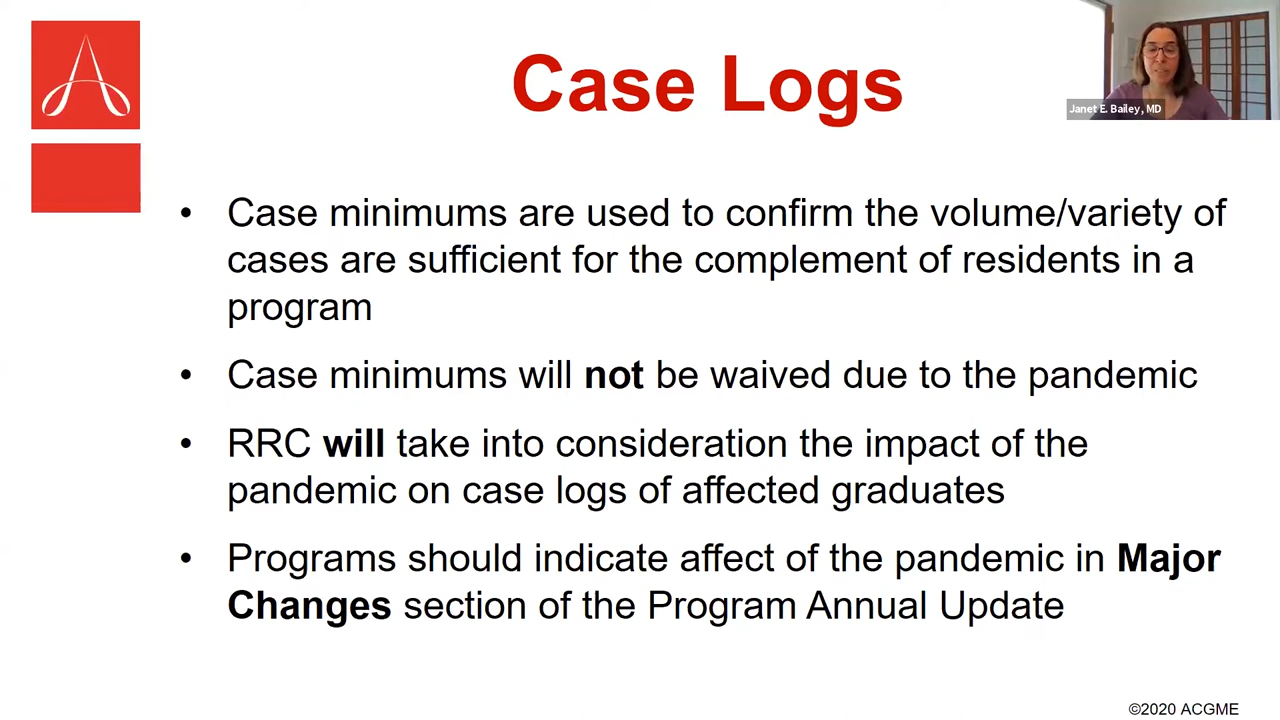 Case Logs
Janet E. Bailey, MD
• Case minimums are used to confirm the volume/variety of
cases are sufficient for the complement of residents in a
program
• Case minimums will not be waived due to the pandemic
• RRC will take into consideration the impact of the
pandemic on case logs of affected graduates
• Programs should indicate affect of the pandemic in Major
Changes section of the Program Annual Update
©2020 ACGME